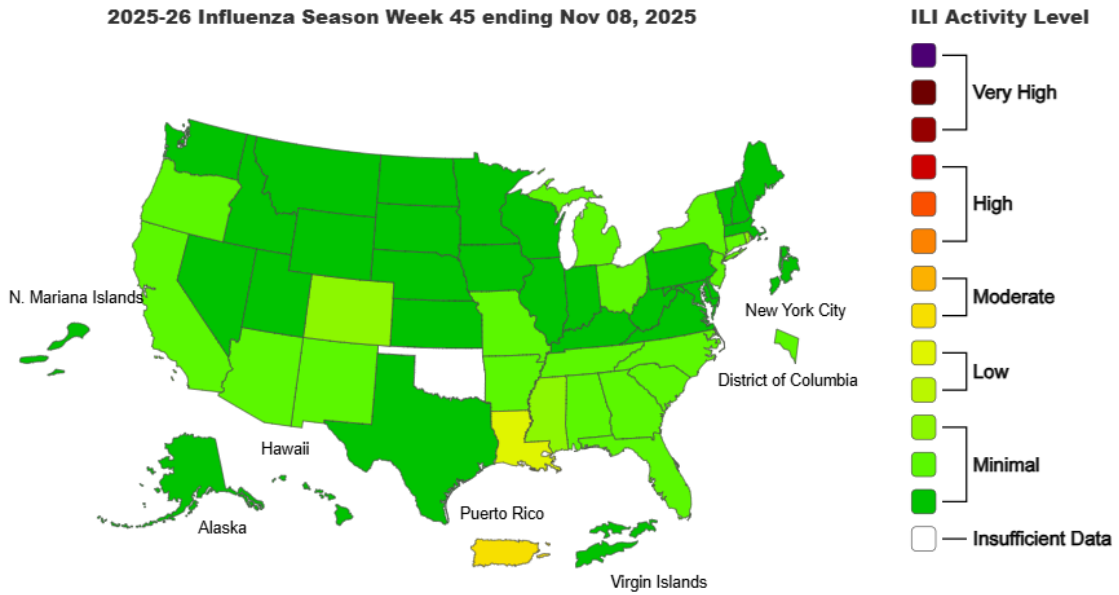 2025-26 Influenza Season Week 45 ending Nov 08, 2025
ILI Activity Level
Very High
High
Moderate
Low
Minimal
Insufficient Data
N. Mariana Islands
New York City
District of Columbia
Hawaii
Alaska
Puerto Rico
Virgin Islands